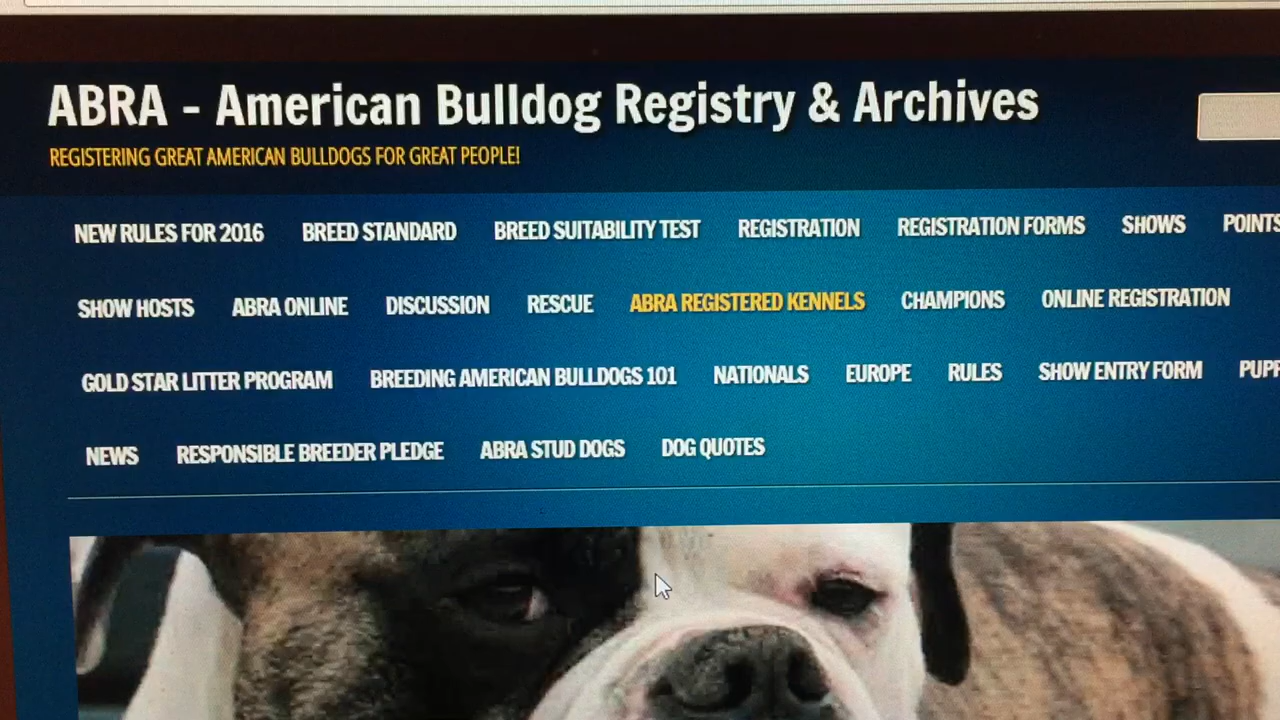 ABRA - American Bulldog Registry & Archives
REGISTERING GREAT AMERICAN BULLDOGS FOR GREAT PEOPLE!
NEW RULES FOR 2016 BREED STANDARD BREED SUITABILITY TEST REGISTRATION REGISTRATION FORMS SHOWS POINTS
SHOW HOSTS ABRA ONLINE DISCUSSION RESCUE ABRA REGISTERED KENNELS CHAMPIONS ONLINE REGISTRATION
GOLD STAR LITTER PROGRAM BREEDING AMERICAN BULLDOGS 101 NATIONALS EUROPE RULES SHOW ENTRY FORM
NEWS RESPONSIBLE BREEDER PLEDGE ABRA STUD DOGS DOG QUOTES